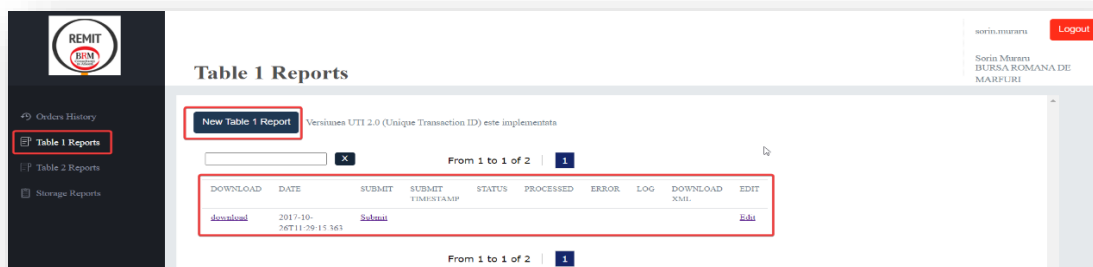 REMIT
BRM
sorin.muraru
Logout
Sorin Muraru
BURSA ROMANA DE
MARFURI
Table 1 Reports
Orders History
Table 1 Reports
Table 2 Reports
Storage Reports
New Table 1 Report
Versiunea UTI 2.0 (Unique Transaction ID) este implementata
X
From 1 to 1 of 2 | 1
DOWNLOAD DATE SUBMIT SUBMIT TIMESTAMP STATUS PROCESSED ERROR LOG DOWNLOAD XML EDIT
download 2017-10-26T11:29:15.363 Submit Edit
From 1 to 1 of 2 | 1